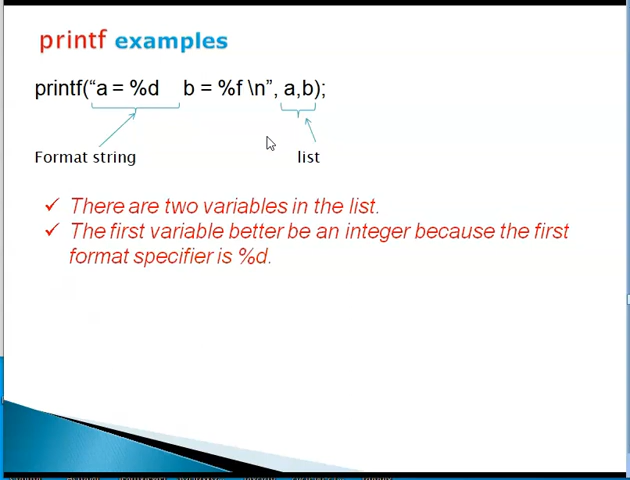 printf examples
printf(“a = %d b = %f \n”, a,b);
Format string list
There are two variables in the list.
The first variable better be an integer because the first
format specifier is %d.